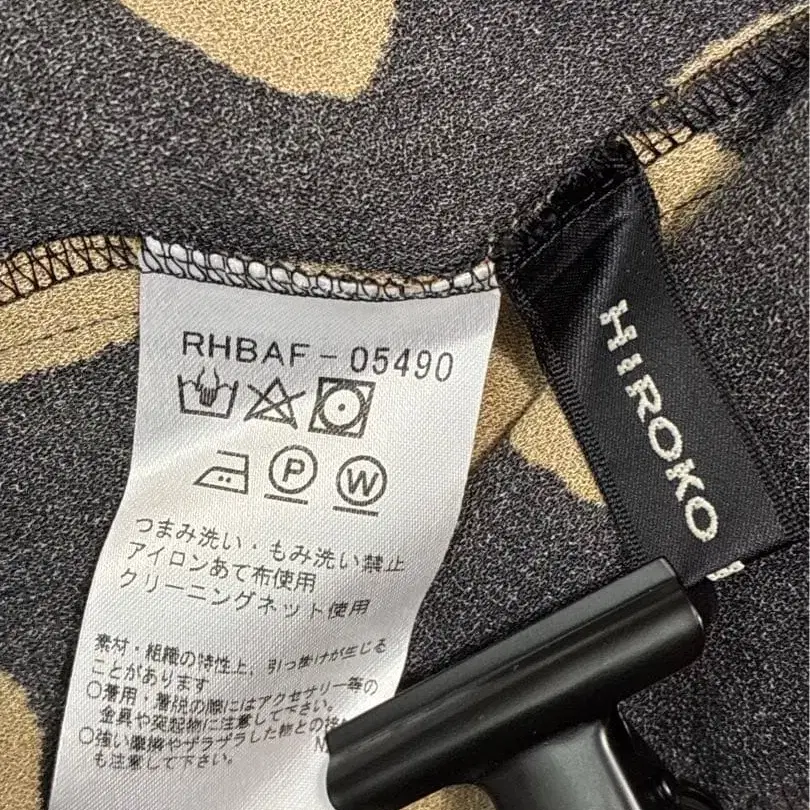 RHBAF-05490
P W
つまみ洗い・もみ洗い禁止
アイロンあて布使用
クリーニングネット使用
素材・組織の特性上、引っ掛けが生じる
ことがあります
○着用・着脱の際にはアクセサリー等の
金具や突起物に注意して下さい。
○強い摩擦やザラザラした物との
も注意して下さい。
HIROKO